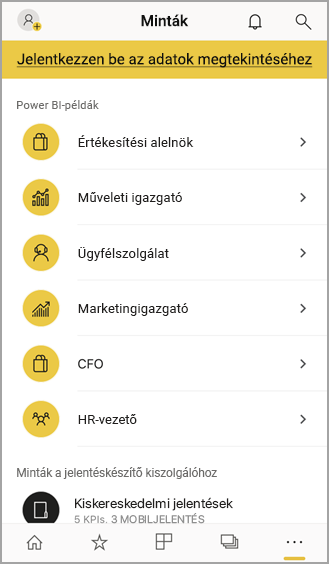 Minták
Jelentkezzen be az adatok megtekintéséhez
Power BI-példák
Értékesítési alelnök
Műveleti igazgató
Ügyfélszolgálat
Marketingigazgató
CFO
HR-vezető
Minták a jelentéskészítő kiszolgálóhoz
Kiskereskedelmi jelentések
5 KPIs, 3 MOBILJELENTÉS